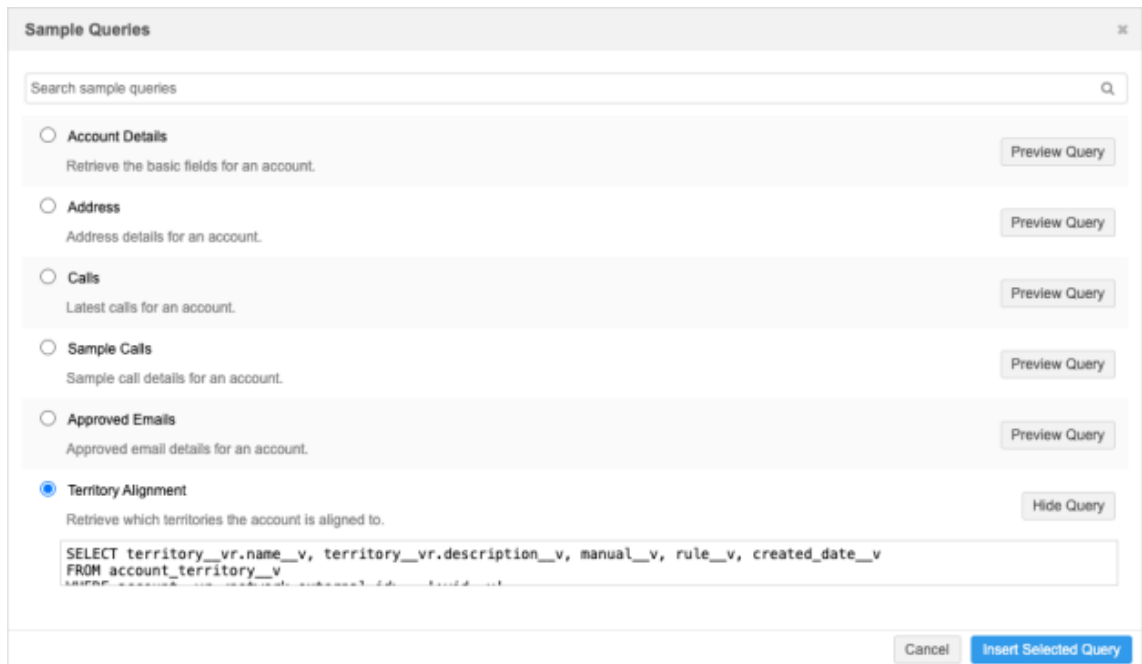 Sample Queries
Search sample queries
Account Details
Preview Query
Retrieve the basic fields for an account.
Address
Preview Query
Address details for an account.
Calls
Preview Query
Latest calls for an account.
Sample Calls
Preview Query
Sample call details for an account.
Approved Emails
Preview Query
Approved email details for an account.
Territory Alignment
Hide Query
Retrieve which territories the account is aligned to.
SELECT territory__vr.name__v, territory__vr.description__v, manual__v, rule__v, created_date__v
FROM account_territory__v
Cancel
Insert Selected Query